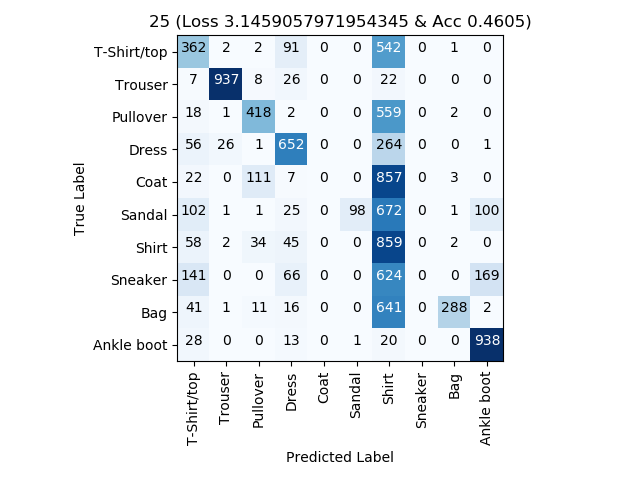 25 (Loss 3.1459057971954345 & Acc 0.4605)
T-Shirt/top 362 2 2 91 0 0 542 0 1 0
Trouser 7 937 8 26 0 0 22 0 0 0
Pullover 18 1 418 2 0 0 559 0 2 0
Dress 56 26 1 652 0 0 264 0 0 1
Coat 22 0 111 7 0 0 857 0 3 0
Sandal 102 1 1 25 0 98 672 0 1 100
Shirt 58 2 34 45 0 0 859 0 2 0
Sneaker 141 0 0 66 0 0 624 0 0 169
Bag 41 1 11 16 0 0 641 0 288 2
Ankle boot 28 0 0 13 0 1 20 0 0 938
True Label
T-Shirt/top
Trouser
Pullover
Dress
Coat
Sandal
Shirt
Sneaker
Bag
Ankle boot
Predicted Label